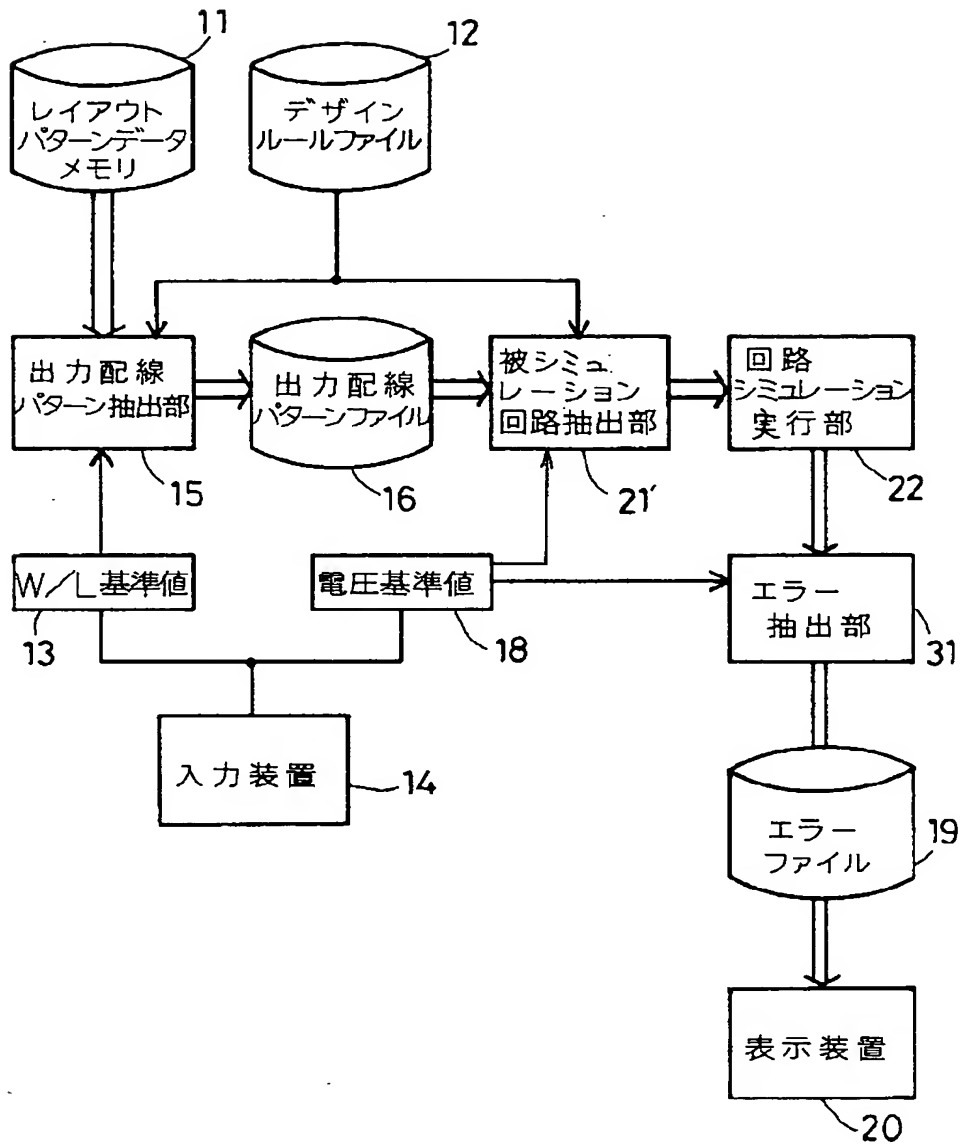 11
レイアウト
パターンデータ
メモリ
12
デザイン
ルールファイル
出力配線
パターン抽出部
15
出力配線
パターンファイル
16
被シミュ
レーション
回路抽出部
21'
回路
シミュレーション
実行部
22
W/L基準値
13
電圧基準値
18
エラー
抽出部
31
入力装置
14
エラー
ファイル
19
表示装置
20